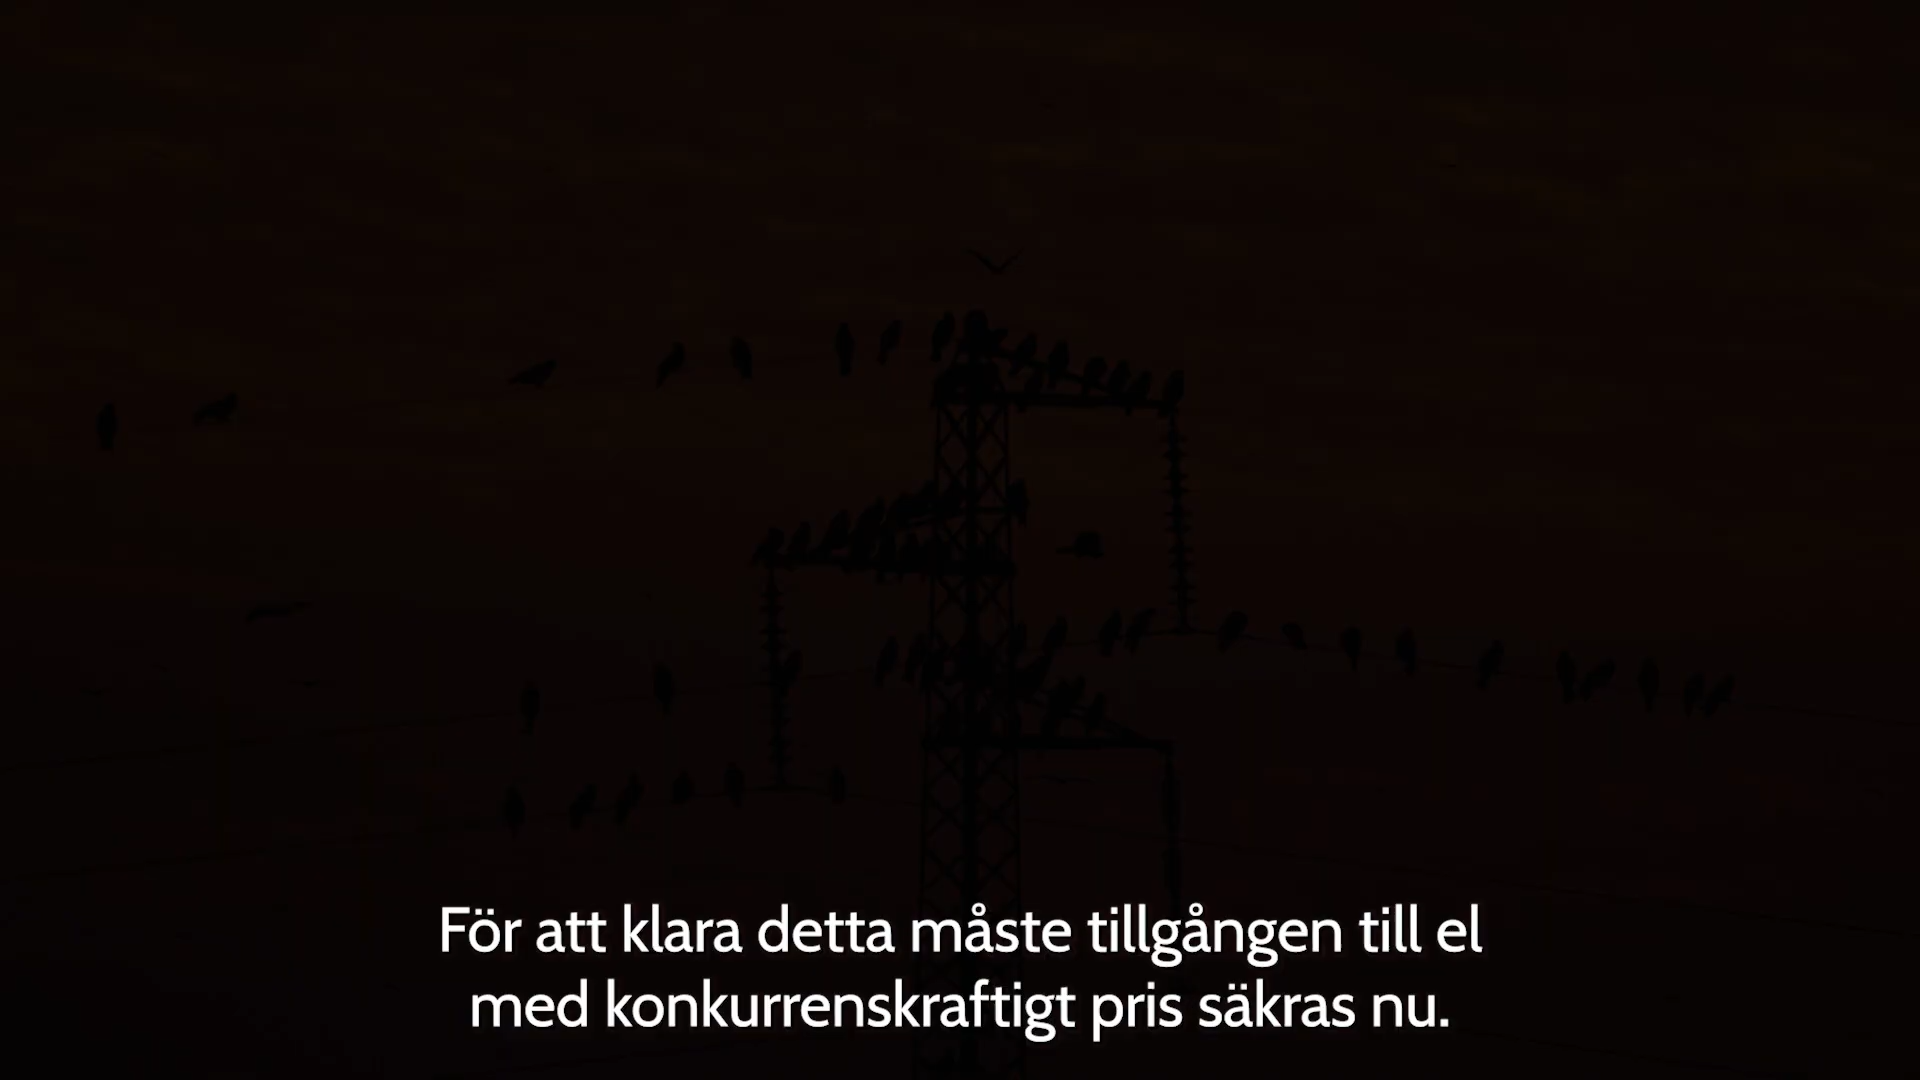 För att klara detta måste tillgången till el
med konkurrenskraftigt pris säkras nu.